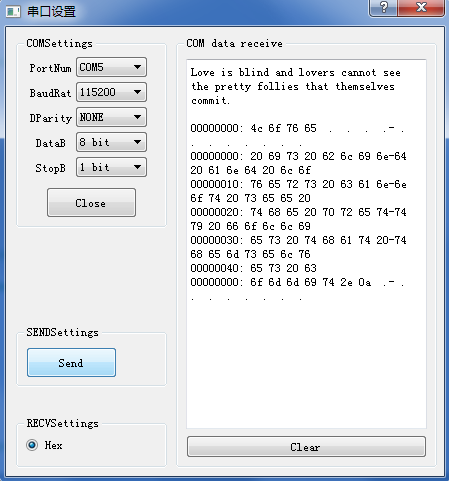 串口设置
COMSettings
PortNum COM5
BaudRat 115200
DParity NONE
DataB 8 bit
StopB 1 bit
Close
SENDSettings
Send
RECVSettings
Hex
COM data receive
Love is blind and lovers cannot see
the pretty follies that themselves
commit.
00000000: 4c 6f 76 65 . . . .- .
. . . . . . .
00000000: 20 69 73 20 62 6c 69 6e-64
20 61 6e 64 20 6c 6f
00000010: 76 65 72 73 20 63 61 6e-6e
6f 74 20 73 65 65 20
00000020: 74 68 65 20 70 72 65 74-74
79 20 66 6f 6c 6c 69
00000030: 65 73 20 74 68 61 74 20-74
68 65 6d 73 65 6c 76
00000040: 65 73 20 63
00000000: 6f 6d 6d 69 74 2e 0a .- .
. . . . . . .
Clear